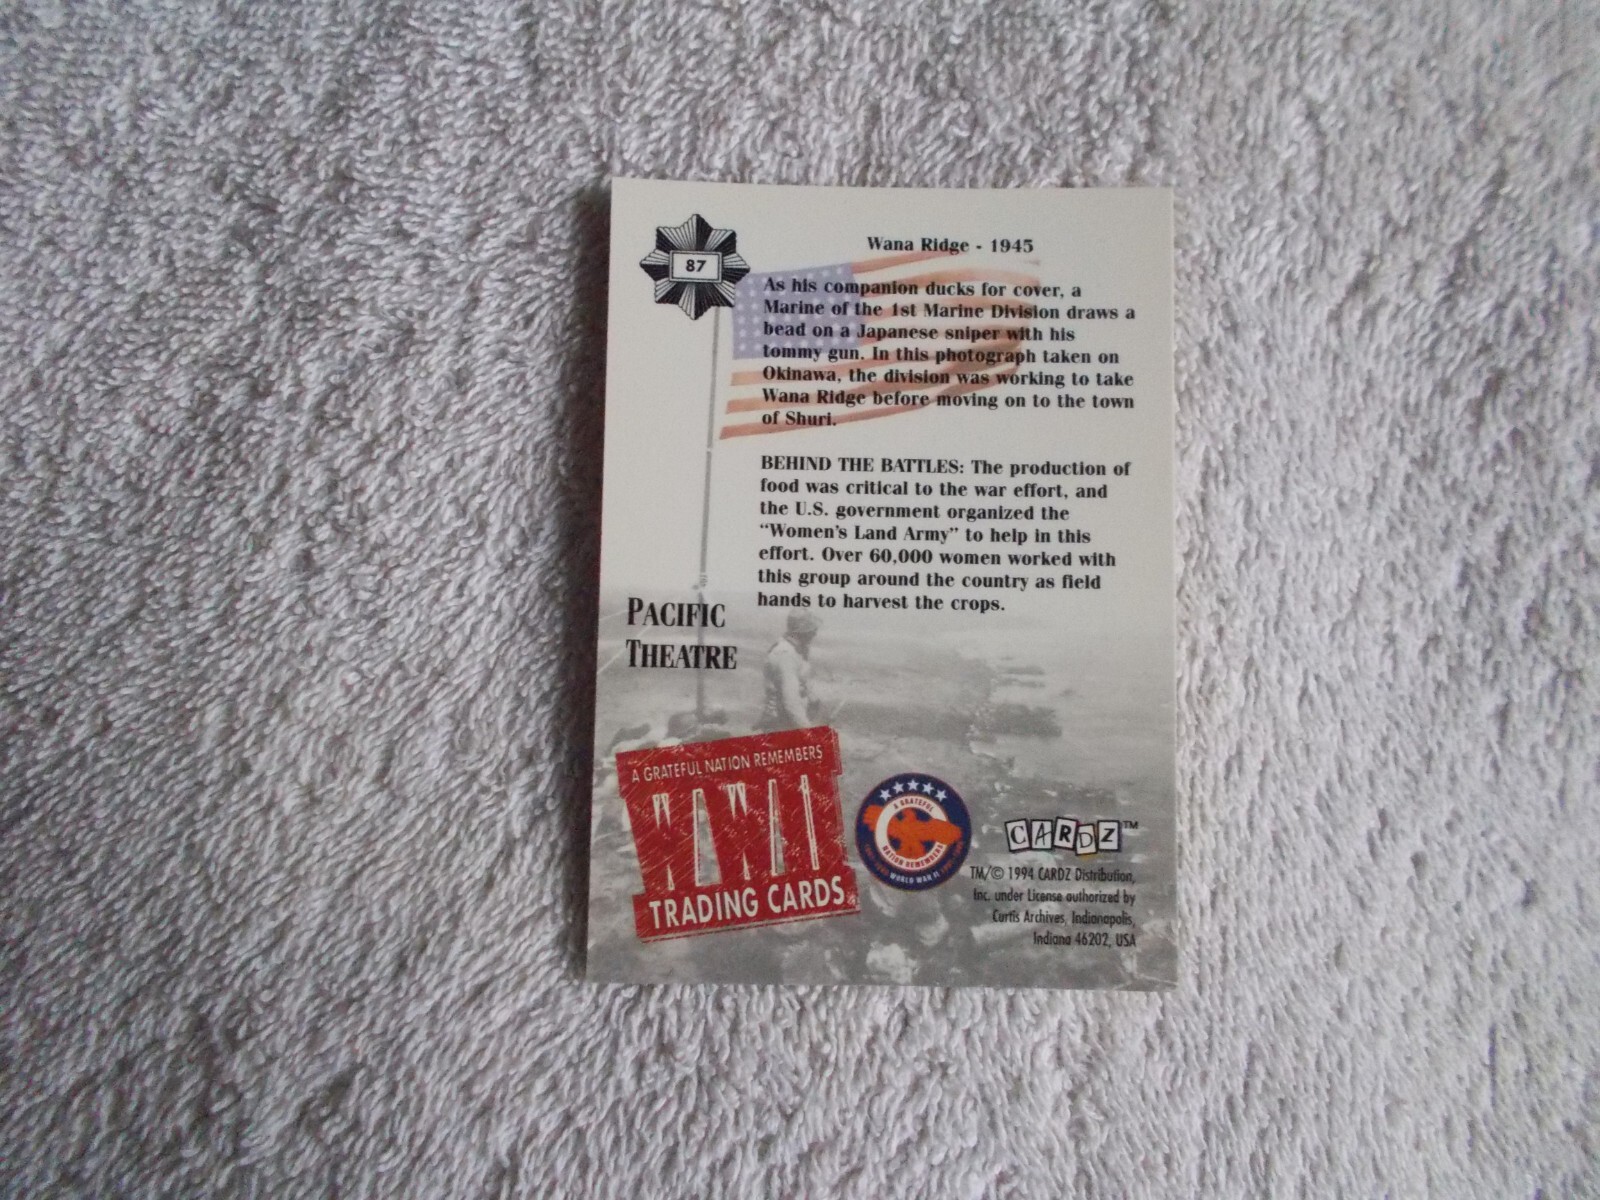 87
Wana Ridge - 1945
As his companion ducks for cover, a
Marine of the 1st Marine Division draws a
bead on a Japanese sniper with his
tommy gun. In this photograph taken on
Okinawa, the division was working to take
Wana Ridge before moving on to the town
of Shuri.
BEHIND THE BATTLES: The production of
food was critical to the war effort, and
the U.S. government organized the
“Women's Land Army” to help in this
effort. Over 60,000 women worked with
this group around the country as field
hands to harvest the crops.
PACIFIC
THEATRE
A GRATEFUL NATION REMEMBERS
WWII
TRADING CARDS
A GRATEFUL
NATION REMEMBERS
WORLD WAR II
CARDZ™
TM/© 1994 CARDZ Distribution,
Inc. under License authorized by
Curtis Archives, Indianapolis,
Indiana 46202, USA